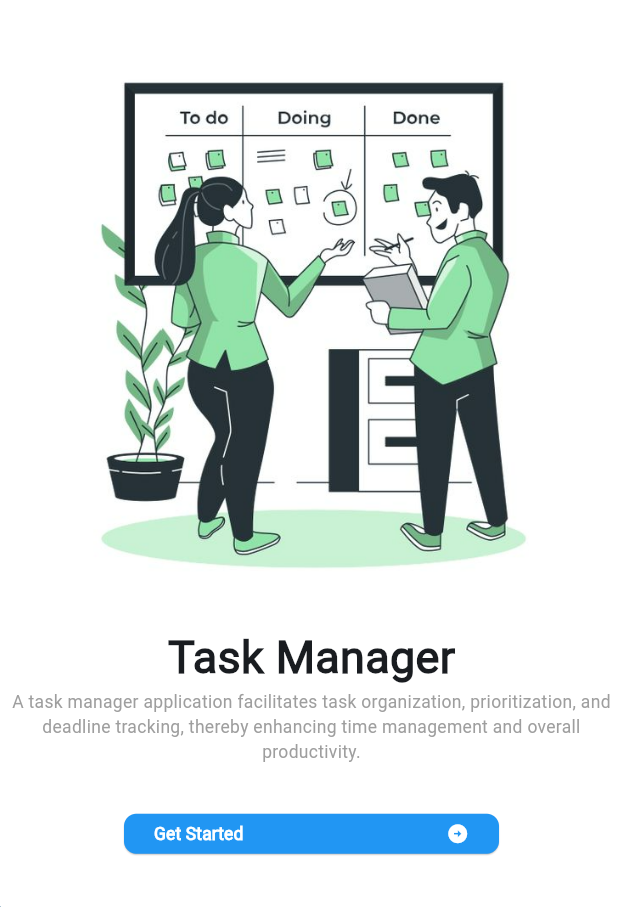 To do Doing Done
Task Manager
A task manager application facilitates task organization, prioritization, and
deadline tracking, thereby enhancing time management and overall
productivity.
Get Started